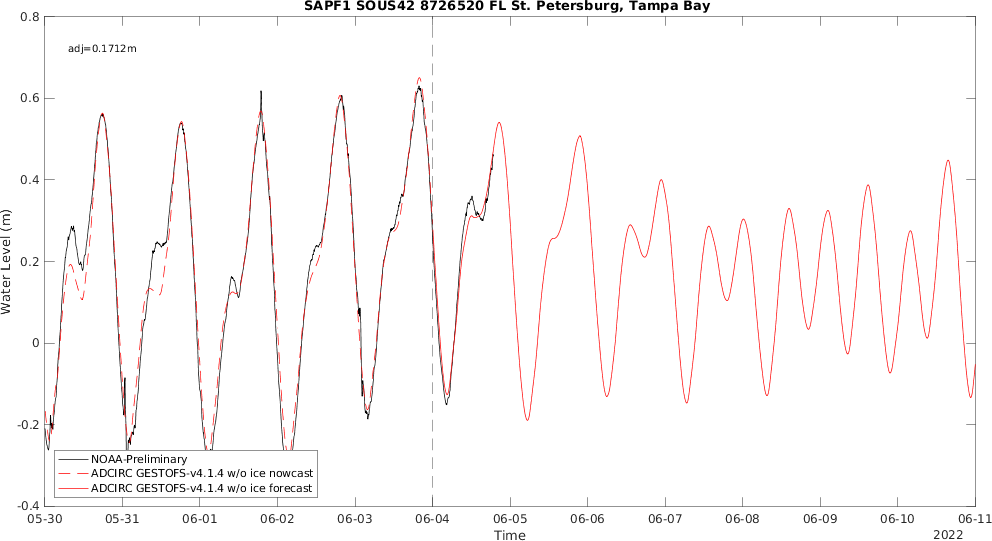 SAPF1 SOUS42 8726520 FL St. Petersburg, Tampa Bay
adj=0.1712m
0.8
0.6
0.4
0.2
0
-0.2
-0.4
Water Level (m)
NOAA-Preliminary
ADCIRC GESTOFS-v4.1.4 w/o ice nowcast
ADCIRC GESTOFS-v4.1.4 w/o ice forecast
05-30 05-31 06-01 06-02 06-03 06-04 06-05 06-06 06-07 06-08 06-09 06-10 06-11
Time
2022